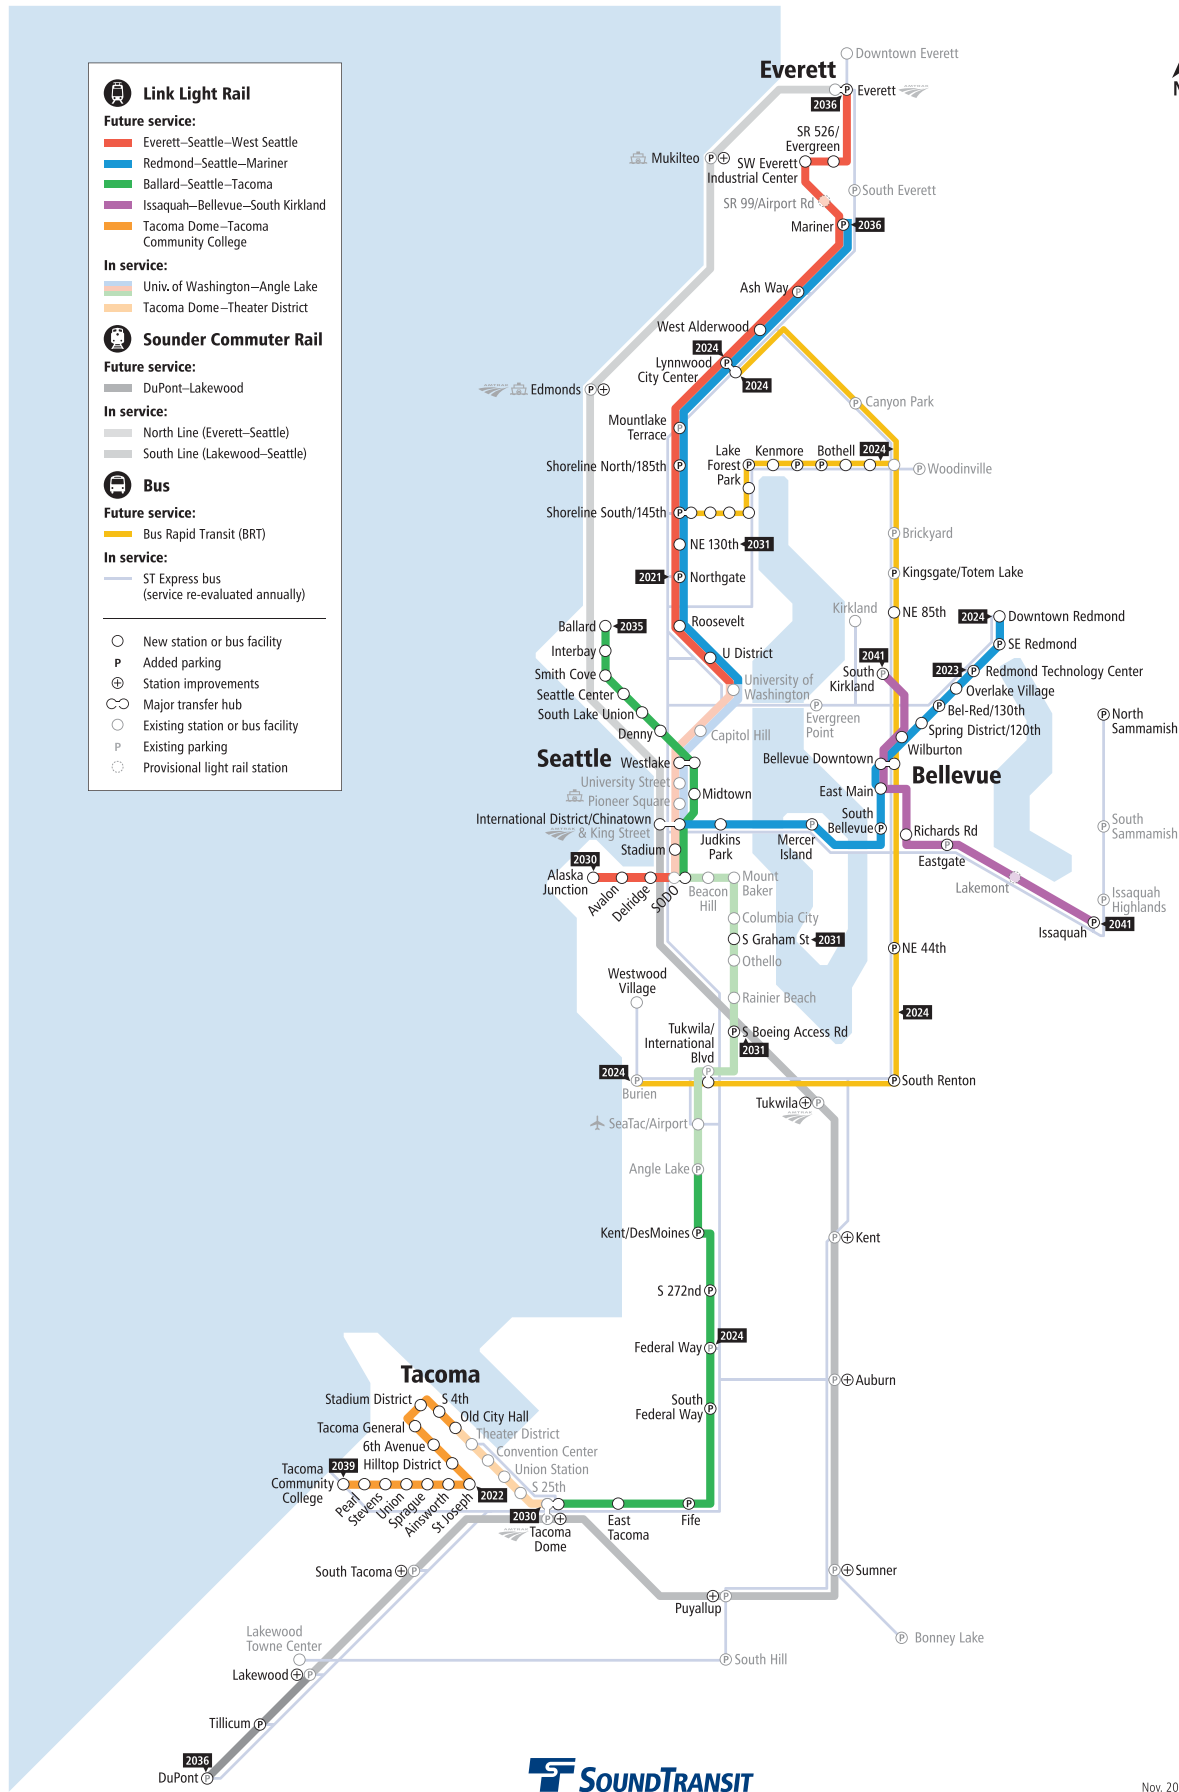 Link Light Rail
Future service:
Everett–Seattle–West Seattle
Redmond–Seattle–Mariner
Ballard–Seattle–Tacoma
Issaquah–Bellevue–South Kirkland
Tacoma Dome–Tacoma
Community College
In service:
Univ. of Washington–Angle Lake
Tacoma Dome–Theater District
Sounder Commuter Rail
Future service:
DuPont–Lakewood
In service:
North Line (Everett–Seattle)
South Line (Lakewood–Seattle)
Bus
Future service:
Bus Rapid Transit (BRT)
In service:
ST Express bus
(service re-evaluated annually)
New station or bus facility
P Added parking
Station improvements
Major transfer hub
Existing station or bus facility
P Existing parking
Provisional light rail station
Downtown Everett
Everett
Everett
2036
SR 526/
Evergreen
Mukilteo
SW Everett
Industrial Center
South Everett
SR 99/Airport Rd
Mariner
2036
Ash Way
West Alderwood
2024
Lynnwood
City Center
2024
Edmonds
Canyon Park
Mountlake
Terrace
Lake
Forest
Park
Kenmore
Bothell
2024
Shoreline North/185th
Woodinville
Shoreline South/145th
Brickyard
NE 130th
2031
2021
Northgate
Kingsgate/Totem Lake
Kirkland
NE 85th
2024
Downtown Redmond
Ballard
2035
Roosevelt
SE Redmond
Interbay
U District
2041
South
Kirkland
2023
Redmond Technology Center
Smith Cove
University of
Washington
Overlake Village
Seattle Center
Bel-Red/130th
South Lake Union
Evergreen
Point
North
Sammamish
Spring District/120th
Denny
Capitol Hill
Wilburton
Seattle
Westlake
Bellevue Downtown
Bellevue
University Street
East Main
Pioneer Square
Midtown
International District/Chinatown
& King Street
South
Bellevue
South
Sammamish
Judkins
Park
Mercer
Island
Richards Rd
Stadium
Eastgate
2030
Alaska
Junction
Avalon
Delridge
SODO
Beacon
Hill
Mount
Baker
Lakemont
Issaquah
Highlands
Columbia City
Issaquah
2041
S Graham St
2031
NE 44th
Othello
Westwood
Village
Rainier Beach
2024
Tukwila/
International
Blvd
S Boeing Access Rd
2031
2024
Burien
South Renton
Tukwila
AMTRAK
SeaTac/Airport
Angle Lake
Kent/DesMoines
Kent
S 272nd
2024
Federal Way
Auburn
Tacoma
Stadium District
S 4th
South
Federal Way
Old City Hall
Tacoma General
Theater District
6th Avenue
Convention Center
Hilltop District
Union Station
2039
Tacoma
Community
College
S 25th
Pearl
Stevens
Union
Sprague
Ainsworth
St Joseph
2022
2030
Tacoma
Dome
East
Tacoma
Fife
South Tacoma
Sumner
Puyallup
Lakewood
Towne Center
Bonney Lake
South Hill
Lakewood
Tillicum
2036
DuPont
SOUNDTRANSIT
Nov. 20